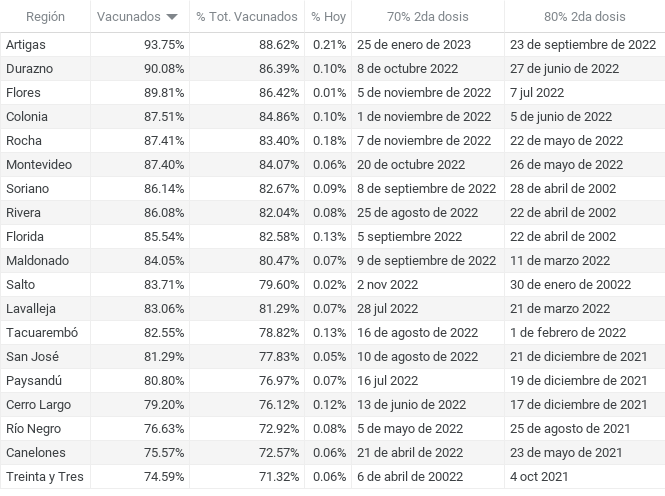 Región Vacunados % Tot. Vacunados % Hoy 70% 2da dosis 80% 2da dosis
Artigas 93.75% 88.62% 0.21% 25 de enero de 2023 23 de septiembre de 2022
Durazno 90.08% 86.39% 0.10% 8 de octubre de 2022 27 de junio de 2022
Flores 89.81% 86.42% 0.01% 5 de noviembre de 2022 7 jul 2022
Colonia 87.51% 84.86% 0.10% 1 de noviembre de 2022 5 de junio de 2022
Rocha 87.41% 83.40% 0.18% 7 de noviembre de 2022 22 de mayo de 2022
Montevideo 87.40% 84.07% 0.06% 20 de octubre de 2022 26 de mayo de 2022
Soriano 86.14% 82.67% 0.09% 8 de septiembre de 2022 28 de abril de 2002
Rivera 86.08% 82.04% 0.08% 25 de agosto de 2022 22 de abril de 2002
Florida 85.54% 82.58% 0.13% 5 septiembre de 2022 22 de abril de 2002
Maldonado 84.05% 80.47% 0.07% 9 de septiembre de 2022 11 de marzo de 2022
Salto 83.71% 79.60% 0.02% 2 nov 2022 30 de enero de 20022
Lavalleja 83.06% 81.29% 0.07% 28 jul 2022 21 de marzo de 2022
Tacuarembó 82.55% 78.82% 0.13% 16 de agosto de 2022 1 de febrero de 2022
San José 81.29% 77.83% 0.05% 10 de agosto de 2022 21 de diciembre de 2021
Paysandú 80.80% 76.97% 0.07% 16 jul 2022 19 de diciembre de 2021
Cerro Largo 79.20% 76.12% 0.12% 13 de junio de 2022 17 de diciembre de 2021
Río Negro 76.63% 72.92% 0.08% 5 de mayo de 2022 25 de agosto de 2021
Canelones 75.57% 72.57% 0.06% 21 de abril de 2022 23 de mayo de 2021
Treinta y Tres 74.59% 71.32% 0.06% 6 de abril de 20022 4 oct 2021